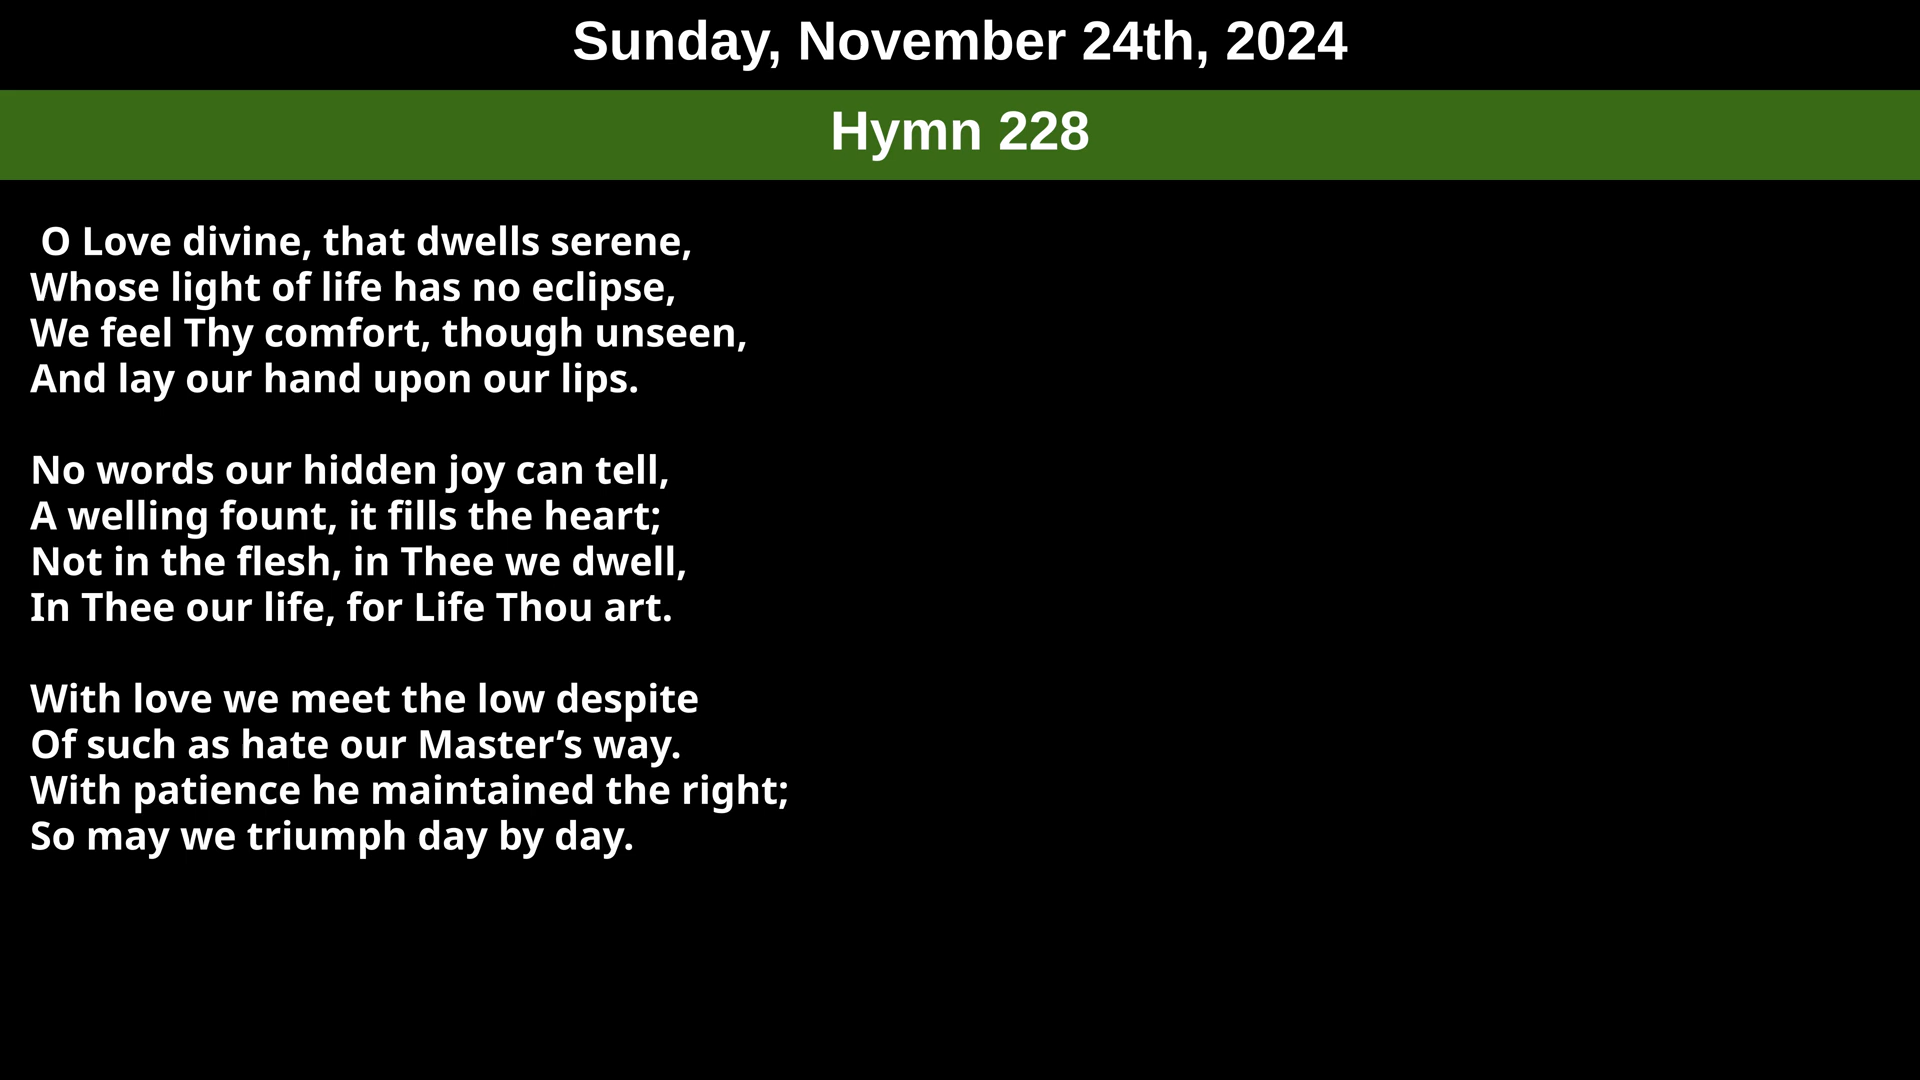 Sunday, November 24th, 2024
Hymn 228
O Love divine, that dwells serene,
Whose light of life has no eclipse,
We feel Thy comfort, though unseen,
And lay our hand upon our lips.
No words our hidden joy can tell,
A welling fount, it fills the heart;
Not in the flesh, in Thee we dwell,
In Thee our life, for Life Thou art.
With love we meet the low despite
Of such as hate our Master’s way.
With patience he maintained the right;
So may we triumph day by day.